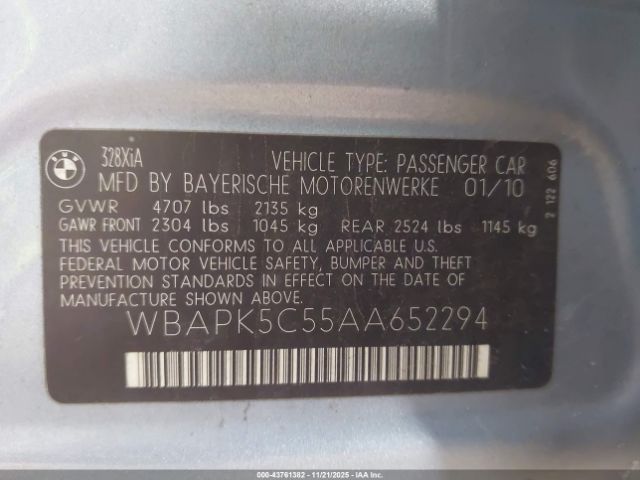 BMW
328XiA
VEHICLE TYPE: PASSENGER CAR
MFD BY BAYERISCHE MOTORENWERKE 01/10
GVWR 4707 lbs 2135 kg
GAWR FRONT 2304 lbs 1045 kg REAR 2524 lbs 1145 kg
THIS VEHICLE CONFORMS TO ALL APPLICABLE U.S.
FEDERAL MOTOR VEHICLE SAFETY, BUMPER AND THEFT
PREVENTION STANDARDS IN EFFECT ON THE DATE OF
MANUFACTURE SHOWN ABOVE.
WBAPK5C55AA652294
2 122 606
000-43761382 - 11/21/2025 - IAA Inc.